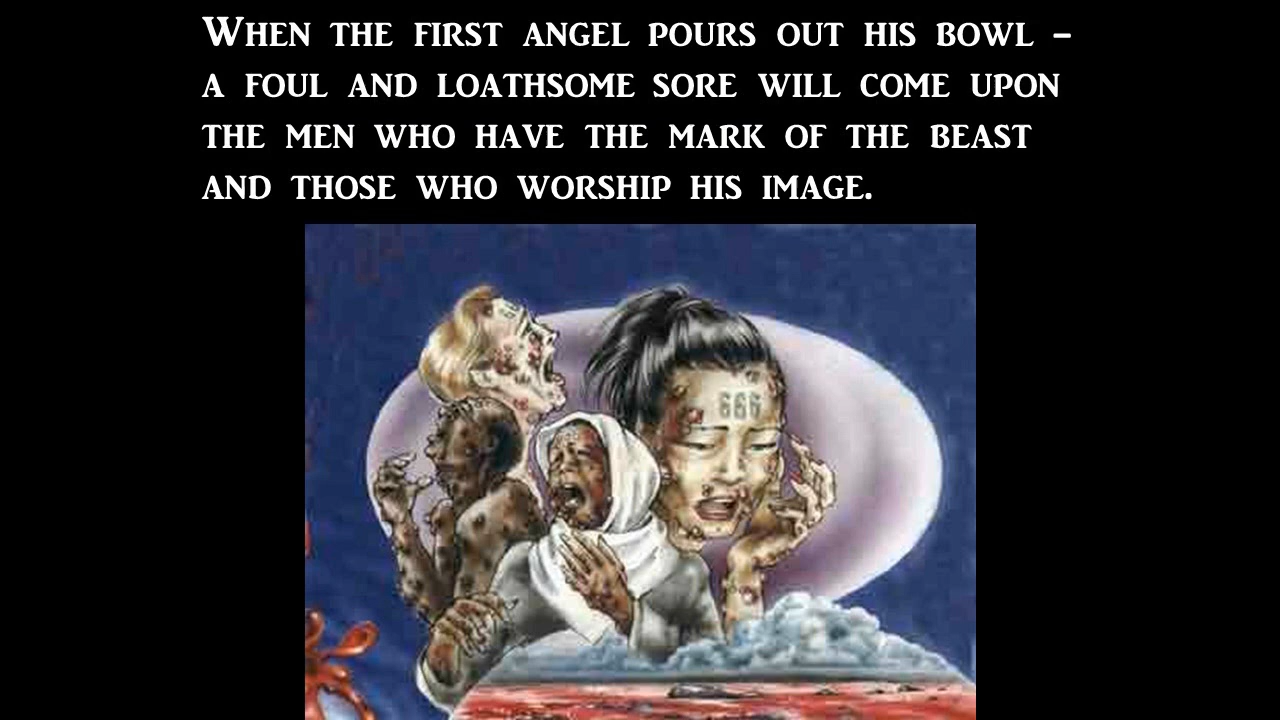 When the first angel pours out his bowl –
a foul and loathsome sore will come upon
the men who have the mark of the beast
and those who worship his image.
666